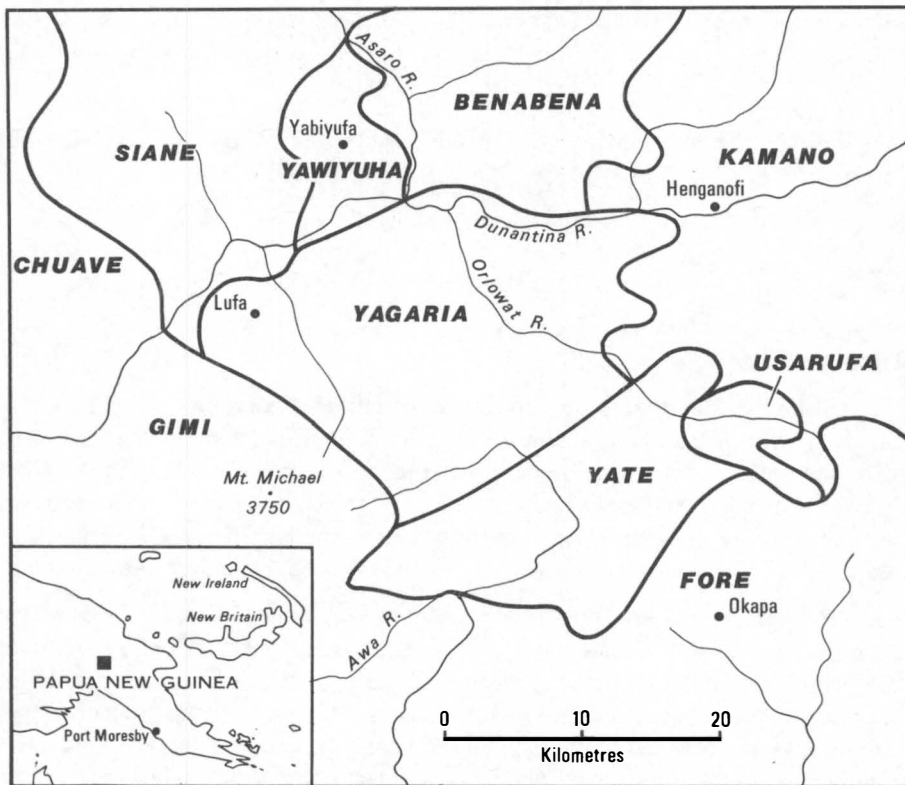 Asaro R.
BENABENA
Yabiyufa
SIANE
YAWIYUHA
KAMANO
Henganofi
Dunantina R.
CHUAVE
Orlowat R.
Lufa
YAGARIA
USARUFA
GIMI
Mt. Michael
3750
YATE
FORE
Okapa
Awa R.
New Ireland
New Britain
PAPUA NEW GUINEA
Port Moresby
0 10 20
Kilometres